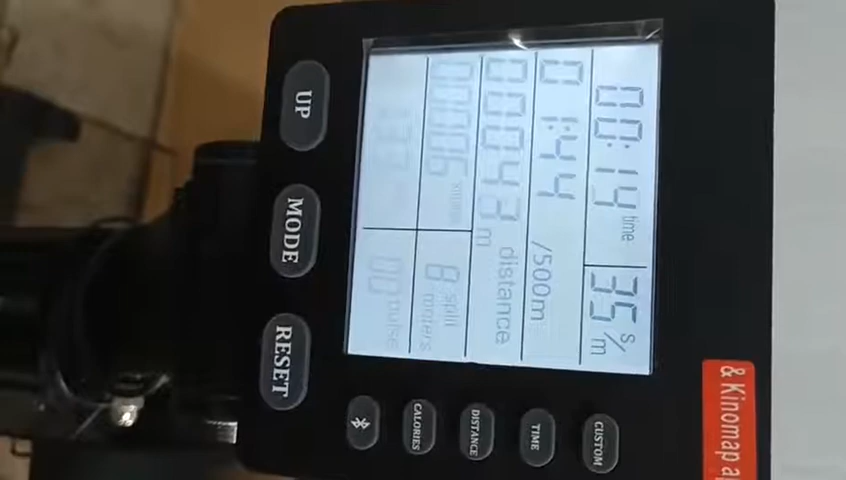 00:14 time
35 s/m
0 1:44 /500m
00043 m distance
00006
8 split meters
00 pulse
UP
MODE
RESET
CALORIES
DISTANCE
TIME
CUSTOM
& Kinomap a